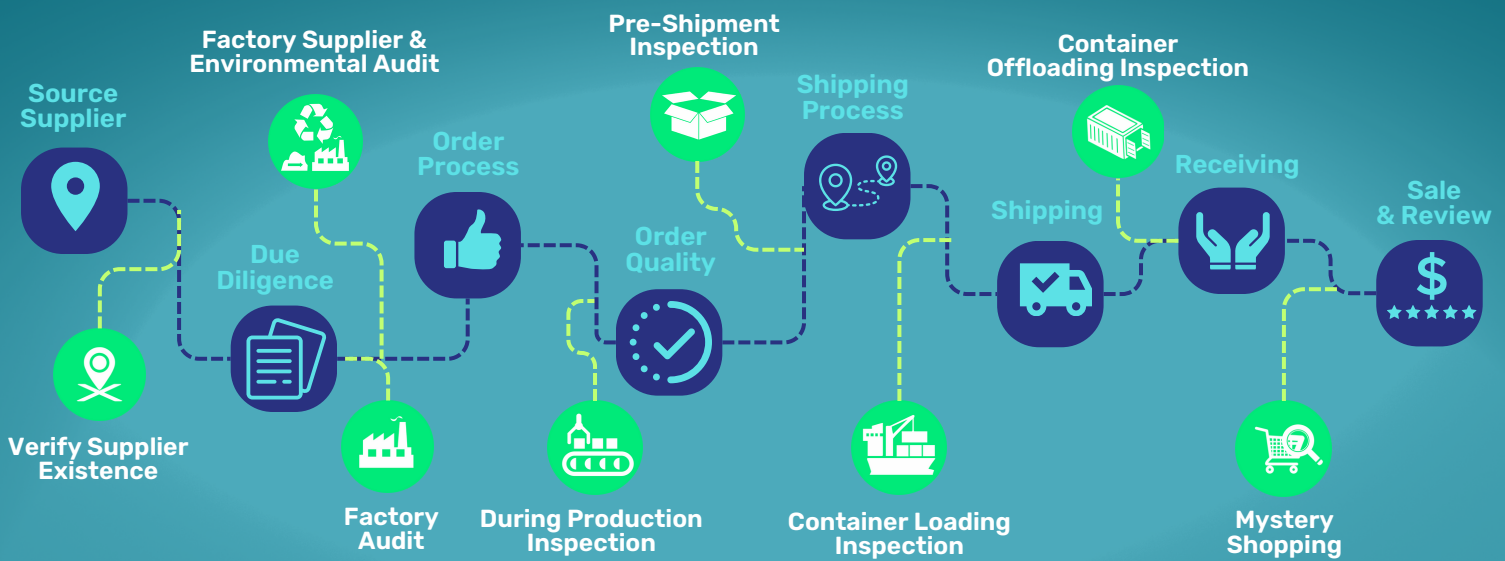 Source
Supplier
Verify Supplier
Existence
Factory Supplier &
Environmental Audit
Due
Diligence
Factory
Audit
Order
Process
During Production
Inspection
Order
Quality
Pre-Shipment
Inspection
Shipping
Process
Container Loading
Inspection
Shipping
Container
Offloading Inspection
Receiving
Mystery
Shopping
Sale
& Review